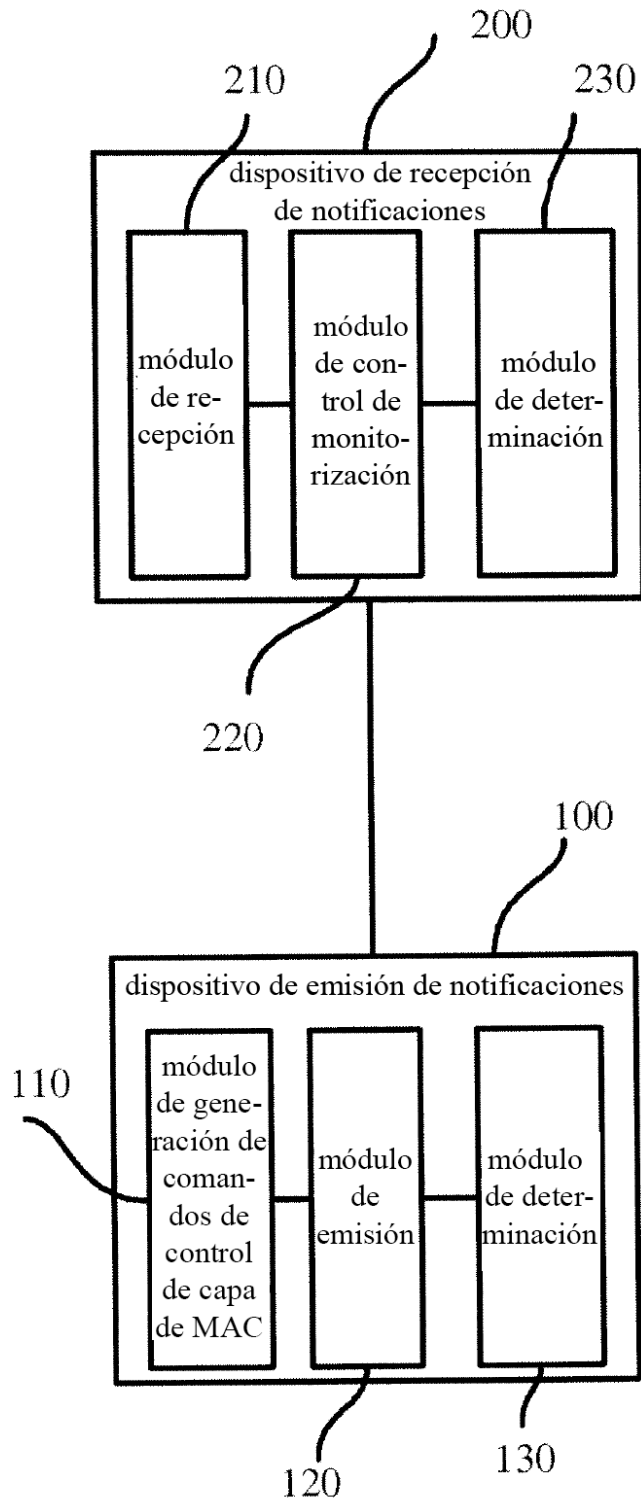 200
210
230
dispositivo de recepción
de notificaciones
módulo
de re-
cepción
módulo
de con-
trol de
monito-
rización
módulo
de deter-
minación
220
100
dispositivo de emisión de notificaciones
110
módulo
de gene-
ración de
coman-
dos de
control
de capa
de MAC
módulo
de
emisión
módulo
de deter-
minación
120
130